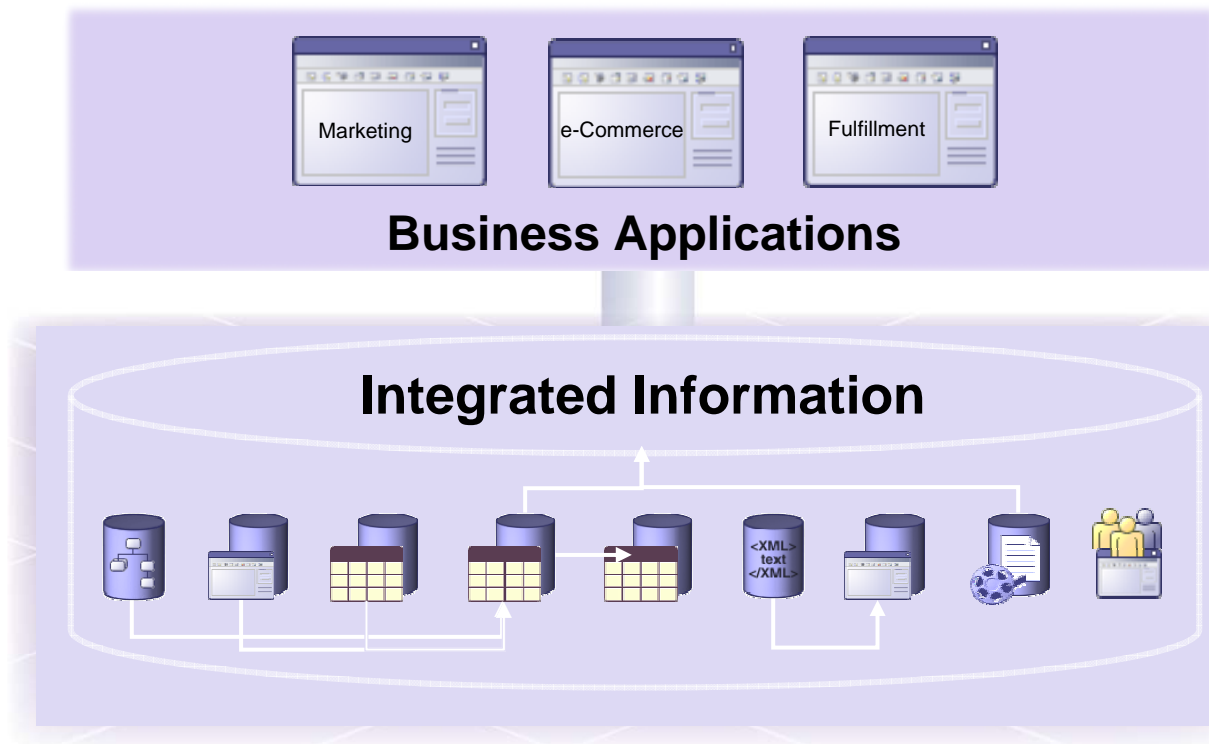 Marketing
e-Commerce
Fulfillment
Business Applications
Integrated Information
<XML>
text
</XML>